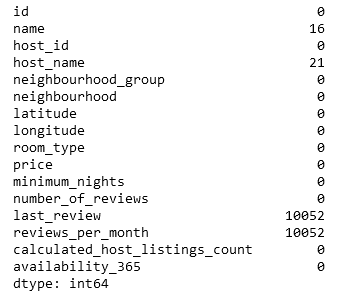 id 0
name 16
host_id 0
host_name 21
neighbourhood_group 0
neighbourhood 0
latitude 0
longitude 0
room_type 0
price 0
minimum_nights 0
number_of_reviews 0
last_review 10052
reviews_per_month 10052
calculated_host_listings_count 0
availability_365 0
dtype: int64